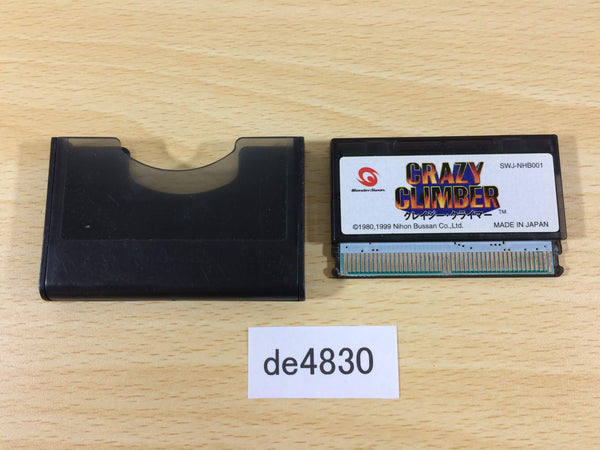 WonderSwan
SWJ-NHB001
CRAZY
CLIMBER
クレイジー・クライマー
TM
©1980,1999 Nihon Bussan Co.,Ltd.
MADE IN JAPAN
de4830